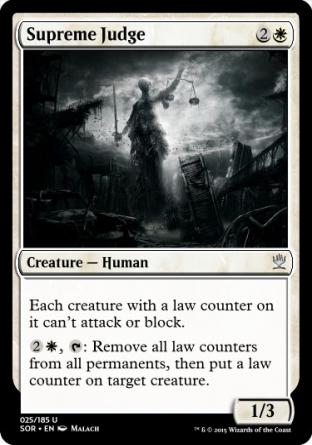 Supreme Judge 2
Creature — Human
Each creature with a law counter on
it can't attack or block.
2 , : Remove all law counters
from all permanents, then put a law
counter on target creature.
1/3
025/185 U
SOR • EN Malach
™ & © 2015 Wizards of the Coast